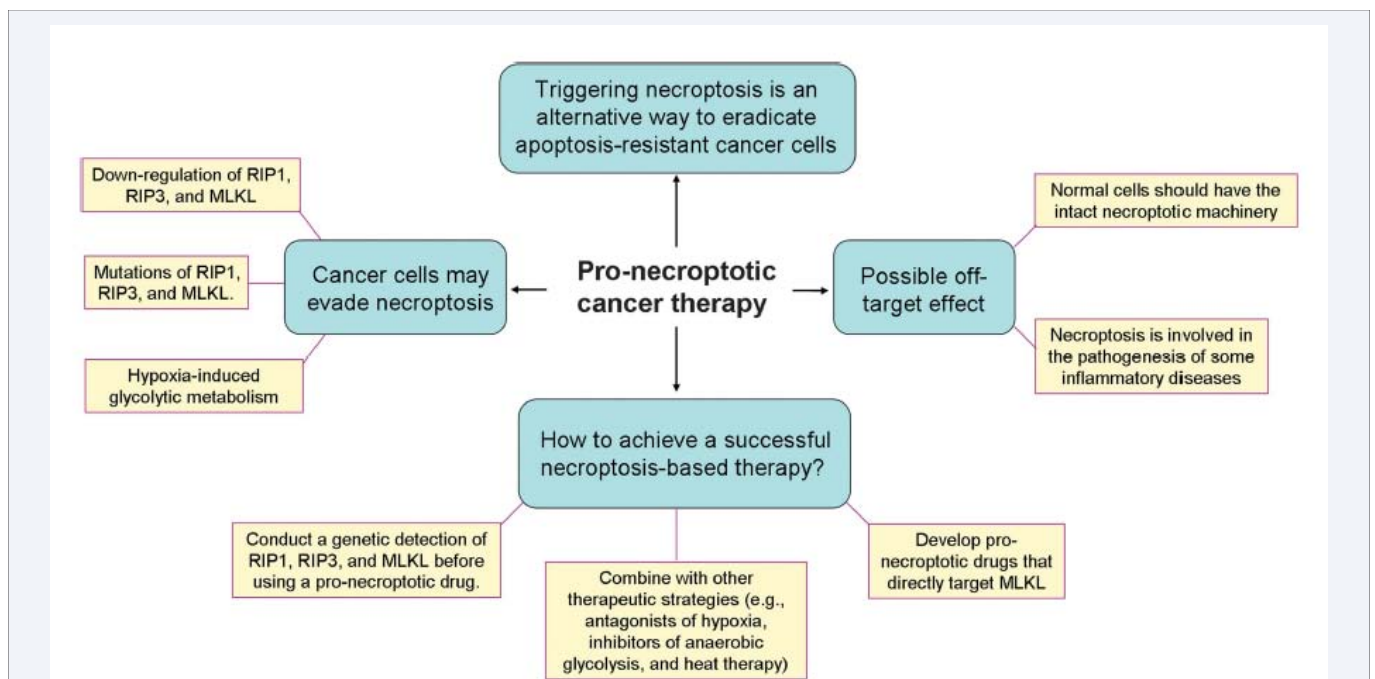 Triggering necroptosis is an
alternative way to eradicate
apoptosis-resistant cancer cells
Down-regulation of RIP1,
RIP3, and MLKL
Mutations of RIP1,
RIP3, and MLKL.
Hypoxia-induced
glycolytic metabolism
Cancer cells may
evade necroptosis
Pro-necroptotic
cancer therapy
Possible off-
target effect
Normal cells should have the
intact necroptotic machinery
Necroptosis is involved in
the pathogenesis of some
inflammatory diseases
How to achieve a successful
necroptosis-based therapy?
Conduct a genetic detection of
RIP1, RIP3, and MLKL before
using a pro-necroptotic drug.
Combine with other
therapeutic strategies (e.g.,
antagonists of hypoxia,
inhibitors of anaerobic
glycolysis, and heat therapy)
Develop pro-
necroptotic drugs that
directly target MLKL